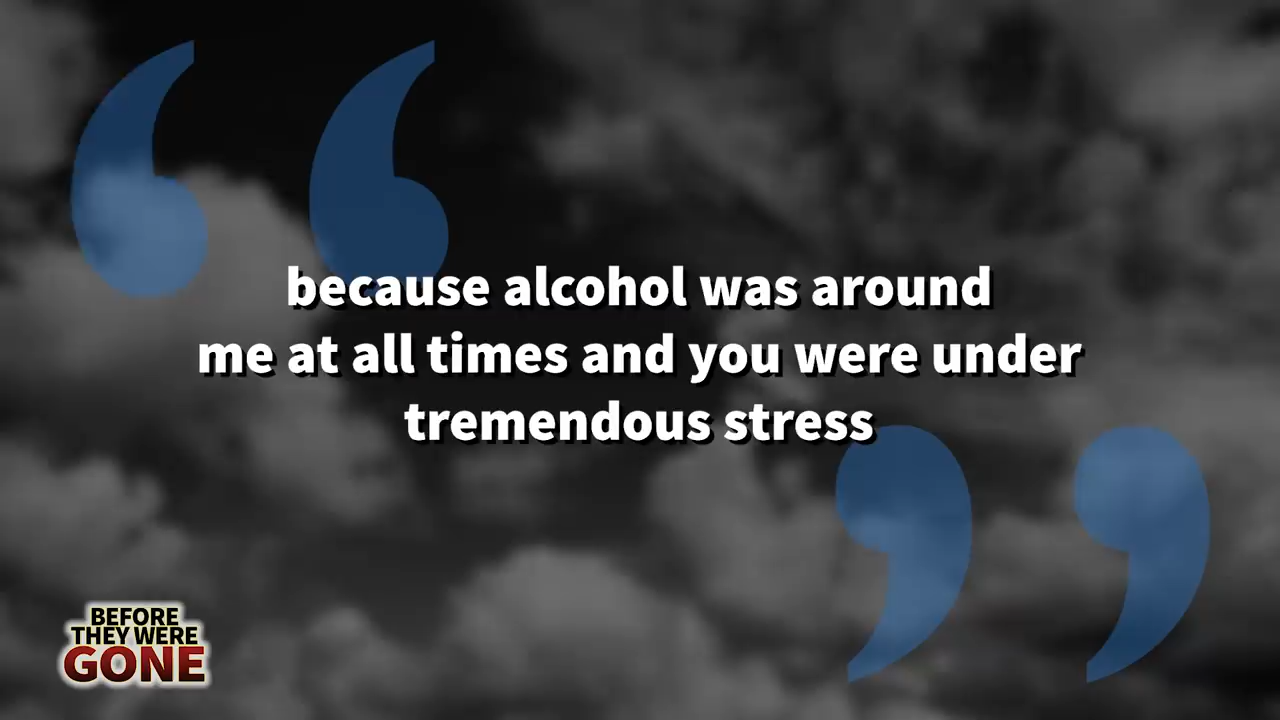 because alcohol was around
me at all times and you were under
tremendous stress
BEFORE
THEY WERE
GONE